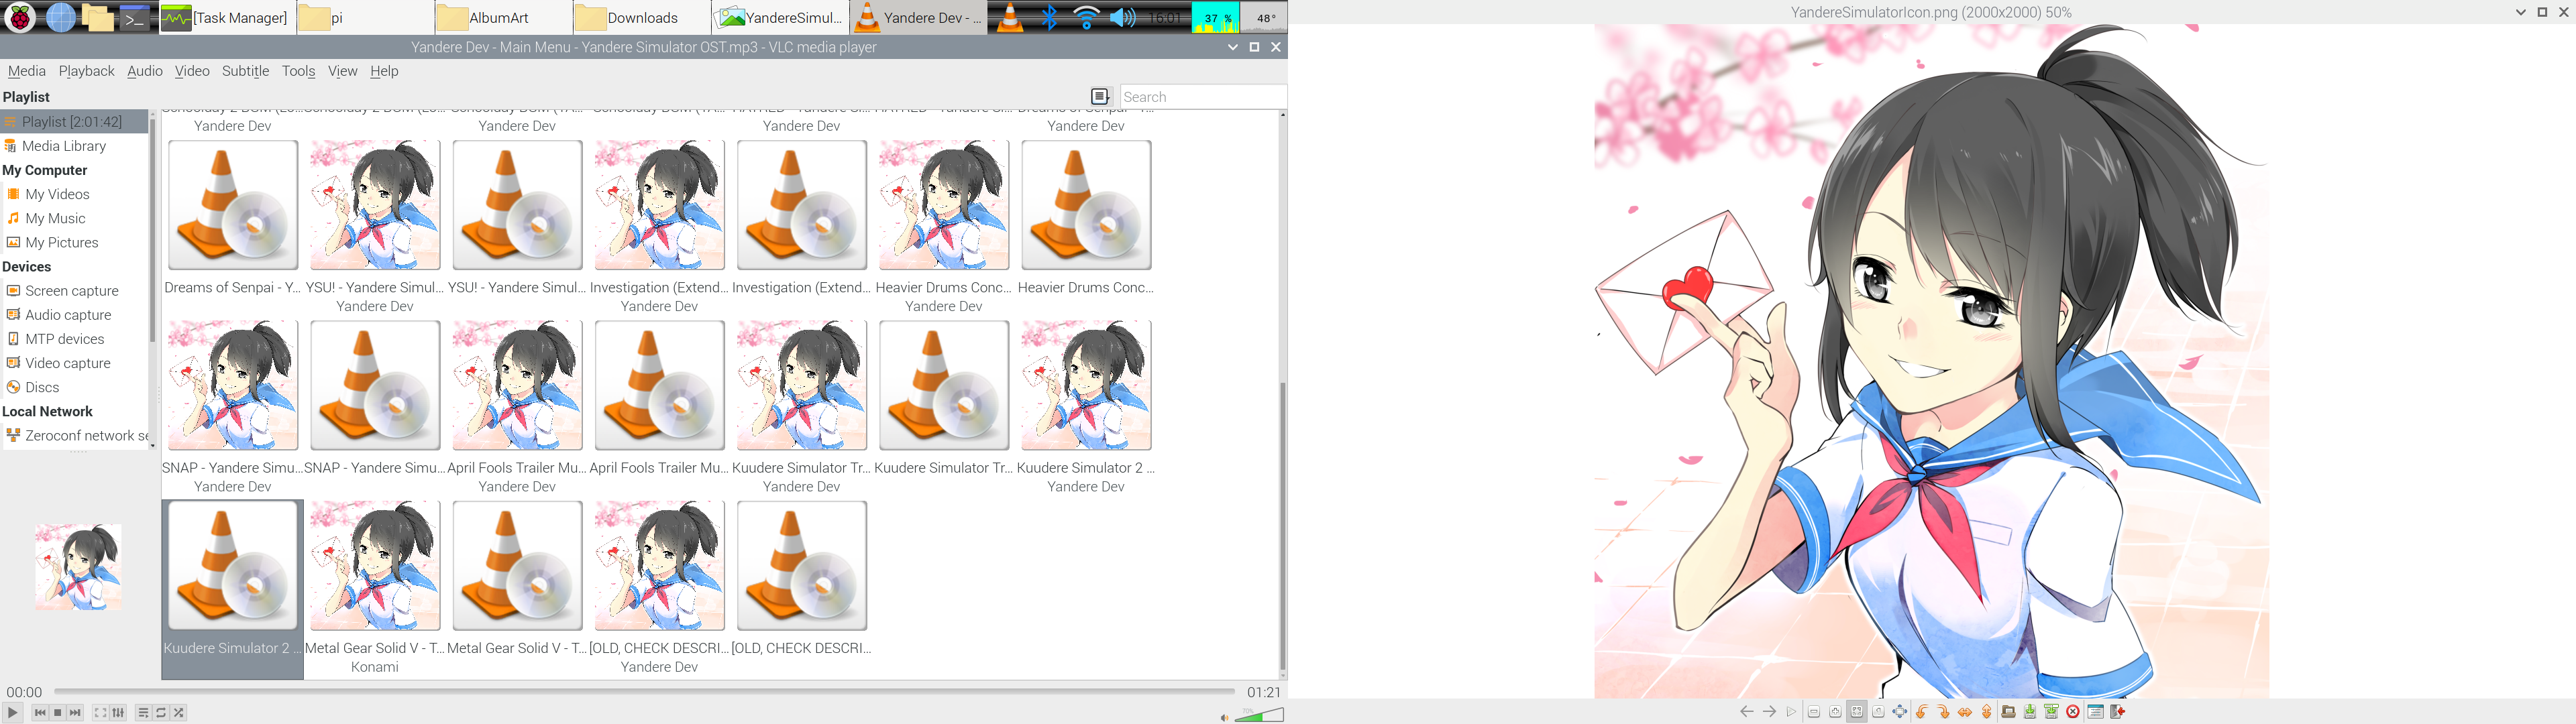 [Task Manager]
pi
AlbumArt
Downloads
YandereSimul...
Yandere Dev - ...
16:01
37 %
48°
Yandere Dev - Main Menu - Yandere Simulator OST.mp3 - VLC media player
Media Playback Audio Video Subtitle Tools View Help
Playlist
Search
Playlist [2:01:42]
Media Library
My Computer
My Videos
My Music
My Pictures
Devices
Screen capture
Audio capture
MTP devices
Video capture
Discs
Local Network
Zeroconf network se
Yandere Dev Yandere Dev Yandere Dev Yandere Dev
Dreams of Senpai - Y... YSU! - Yandere Simul... YSU! - Yandere Simul... Investigation (Extend... Investigation (Extend... Heavier Drums Conc... Heavier Drums Conc...
Yandere Dev Yandere Dev Yandere Dev
SNAP - Yandere Simu... SNAP - Yandere Simu... April Fools Trailer Mu... April Fools Trailer Mu... Kuudere Simulator Tr... Kuudere Simulator Tr... Kuudere Simulator 2 ...
Yandere Dev Yandere Dev Yandere Dev Yandere Dev
Kuudere Simulator 2 ... Metal Gear Solid V - T... Metal Gear Solid V - T... [OLD, CHECK DESCRI... [OLD, CHECK DESCRI...
Konami Yandere Dev
00:00
01:21
70%
YandereSimulatorIcon.png (2000x2000) 50%